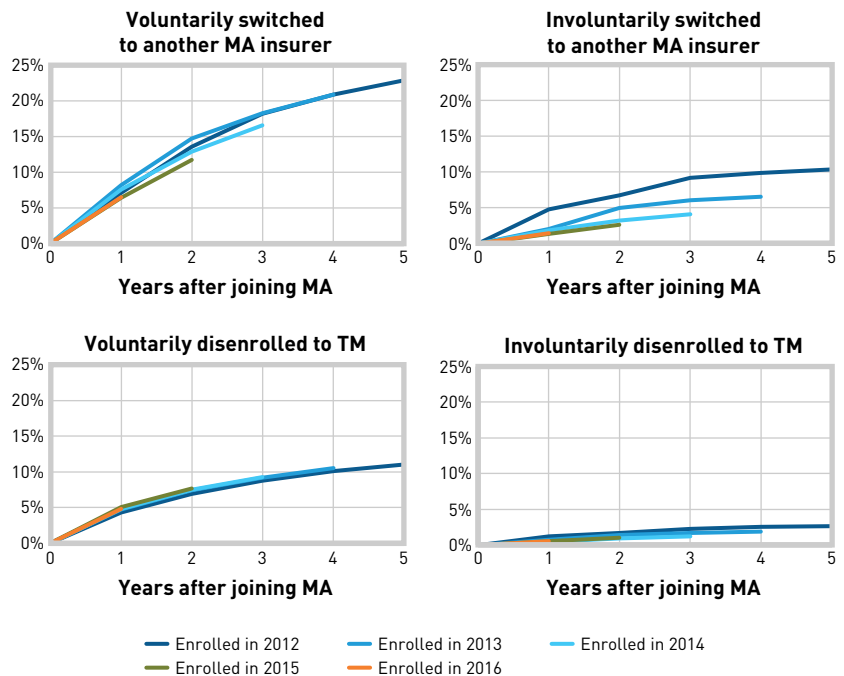 Voluntarily switched
to another MA insurer
25%
20%
15%
10%
5%
0%
0 1 2 3 4 5
Years after joining MA
Involuntarily switched
to another MA insurer
25%
20%
15%
10%
5%
0%
0 1 2 3 4 5
Years after joining MA
Voluntarily disenrolled to TM
25%
20%
15%
10%
5%
0%
0 1 2 3 4 5
Years after joining MA
Involuntarily disenrolled to TM
25%
20%
15%
10%
5%
0%
0 1 2 3 4 5
Years after joining MA
Enrolled in 2012 Enrolled in 2013 Enrolled in 2014
Enrolled in 2015 Enrolled in 2016